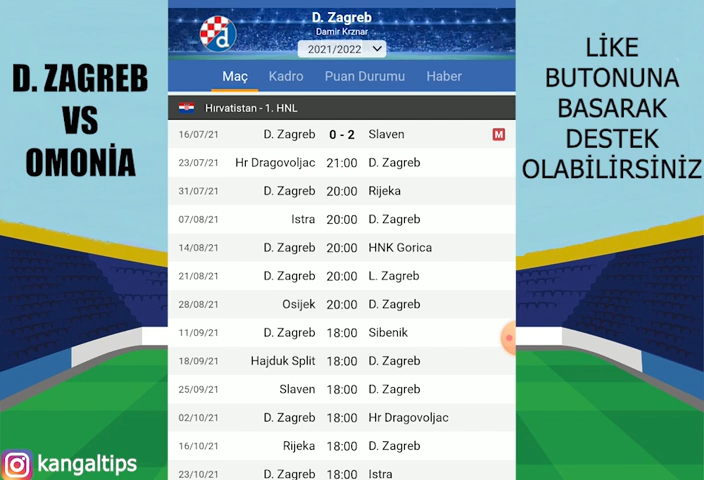 D. ZAGREB
VS
OMONİA
D. Zagreb
Damir Krznar
2021/2022
Maç Kadro Puan Durumu Haber
Hırvatistan - 1. HNL
16/07/21 D. Zagreb 0 - 2 Slaven M
23/07/21 Hr Dragovoljac 21:00 D. Zagreb
31/07/21 D. Zagreb 20:00 Rijeka
07/08/21 Istra 20:00 D. Zagreb
14/08/21 D. Zagreb 20:00 HNK Gorica
21/08/21 D. Zagreb 20:00 L. Zagreb
28/08/21 Osijek 20:00 D. Zagreb
11/09/21 D. Zagreb 18:00 Sibenik
18/09/21 Hajduk Split 18:00 D. Zagreb
25/09/21 Slaven 18:00 D. Zagreb
02/10/21 D. Zagreb 18:00 Hr Dragovoljac
16/10/21 Rijeka 18:00 D. Zagreb
23/10/21 D. Zagreb 18:00 Istra
LİKE
BUTONUNA
BASARAK
DESTEK
OLABİLİRSİNİZ
kangaltips